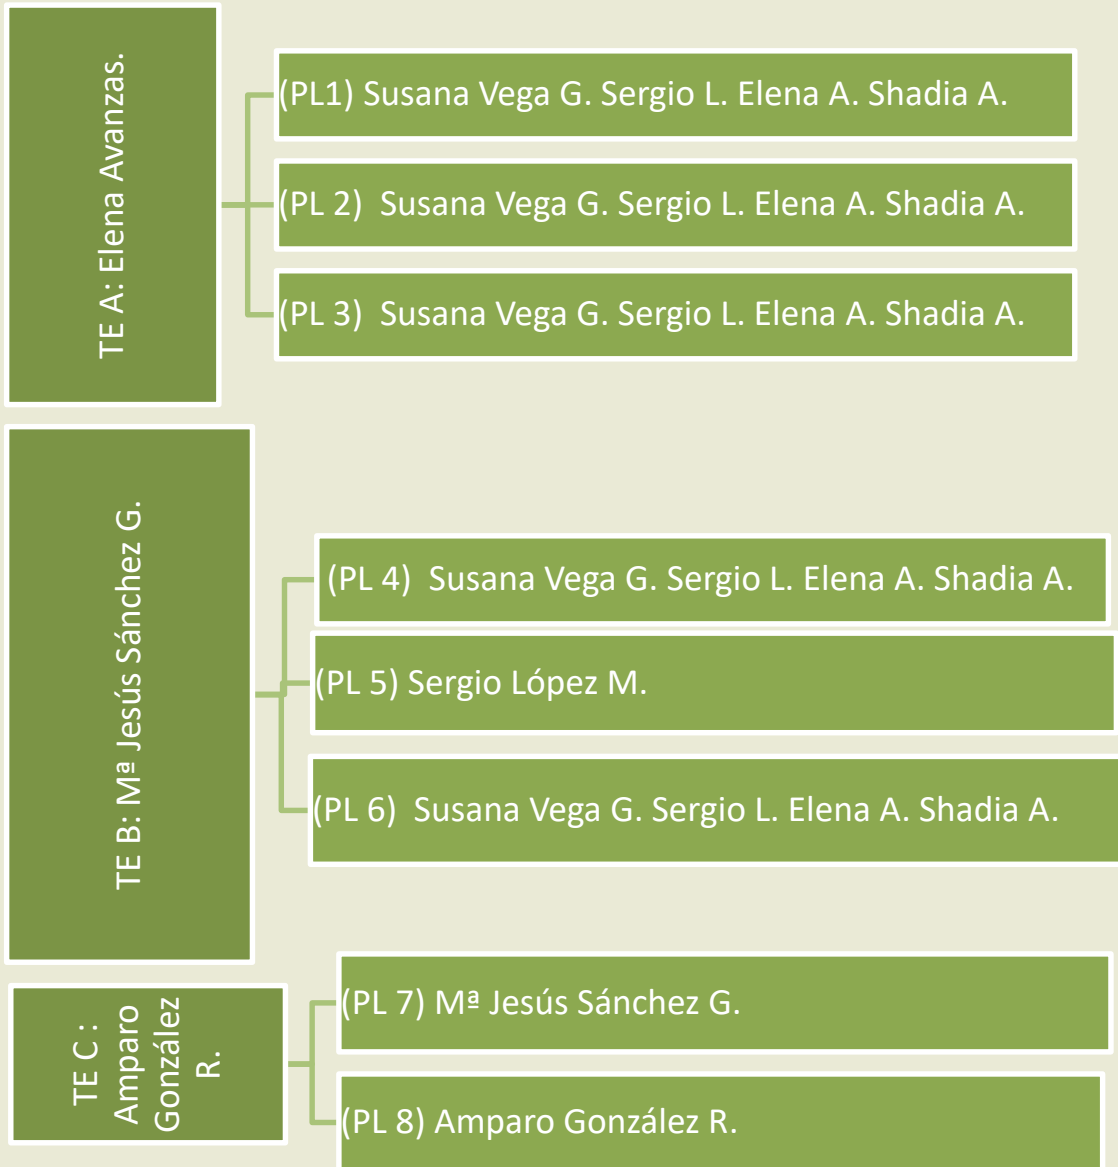 TE A: Elena Avanzas.
(PL1) Susana Vega G. Sergio L. Elena A. Shadia A.
(PL 2)  Susana Vega G. Sergio L. Elena A. Shadia A.
(PL 3)  Susana Vega G. Sergio L. Elena A. Shadia A.
TE B: Mª Jesús Sánchez G.
(PL 4)  Susana Vega G. Sergio L. Elena A. Shadia A.
(PL 5) Sergio López M.
(PL 6)  Susana Vega G. Sergio L. Elena A. Shadia A.
TE C :
Amparo
González
R.
(PL 7) Mª Jesús Sánchez G.
(PL 8) Amparo González R.